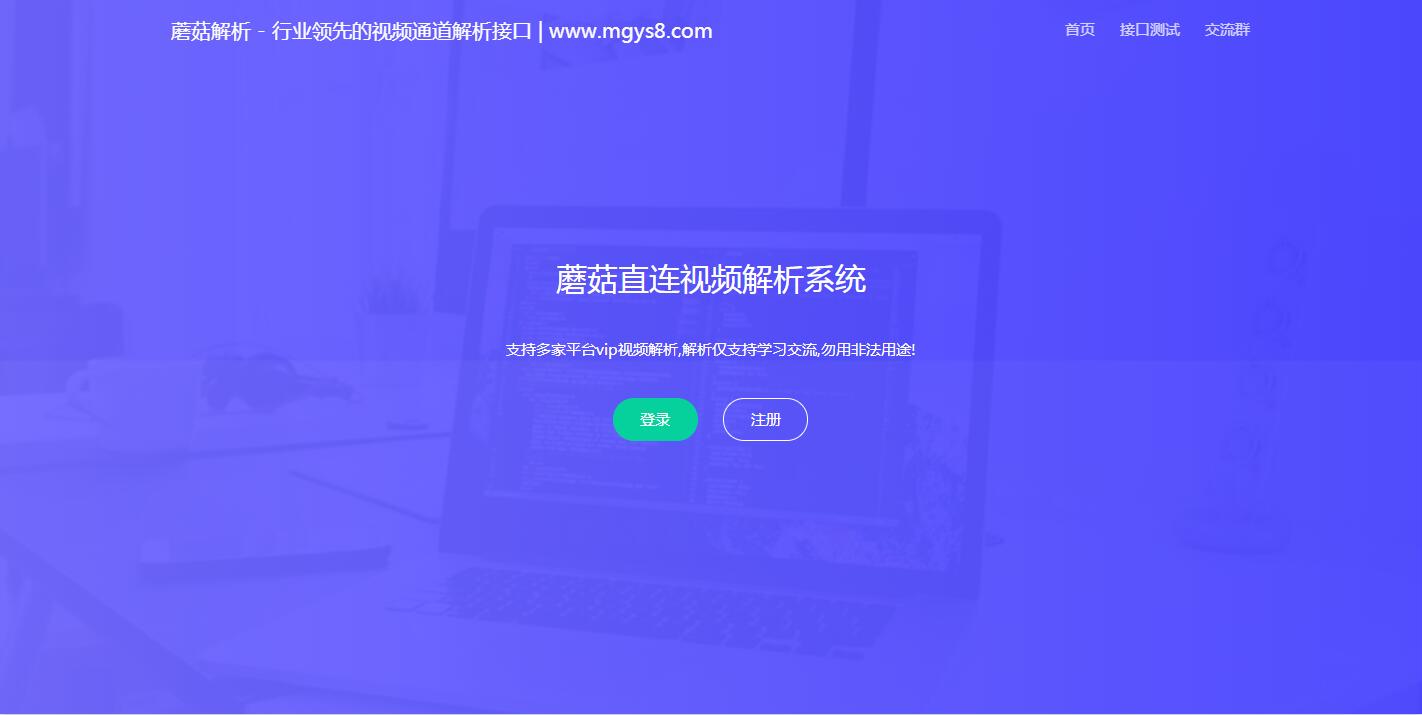 蘑菇解析 - 行业领先的视频通道解析接口 | www.mgys8.com
首页 接口测试 交流群
蘑菇直连视频解析系统
支持多家平台vip视频解析,解析仅支持学习交流,勿用非法用途!
登录 注册